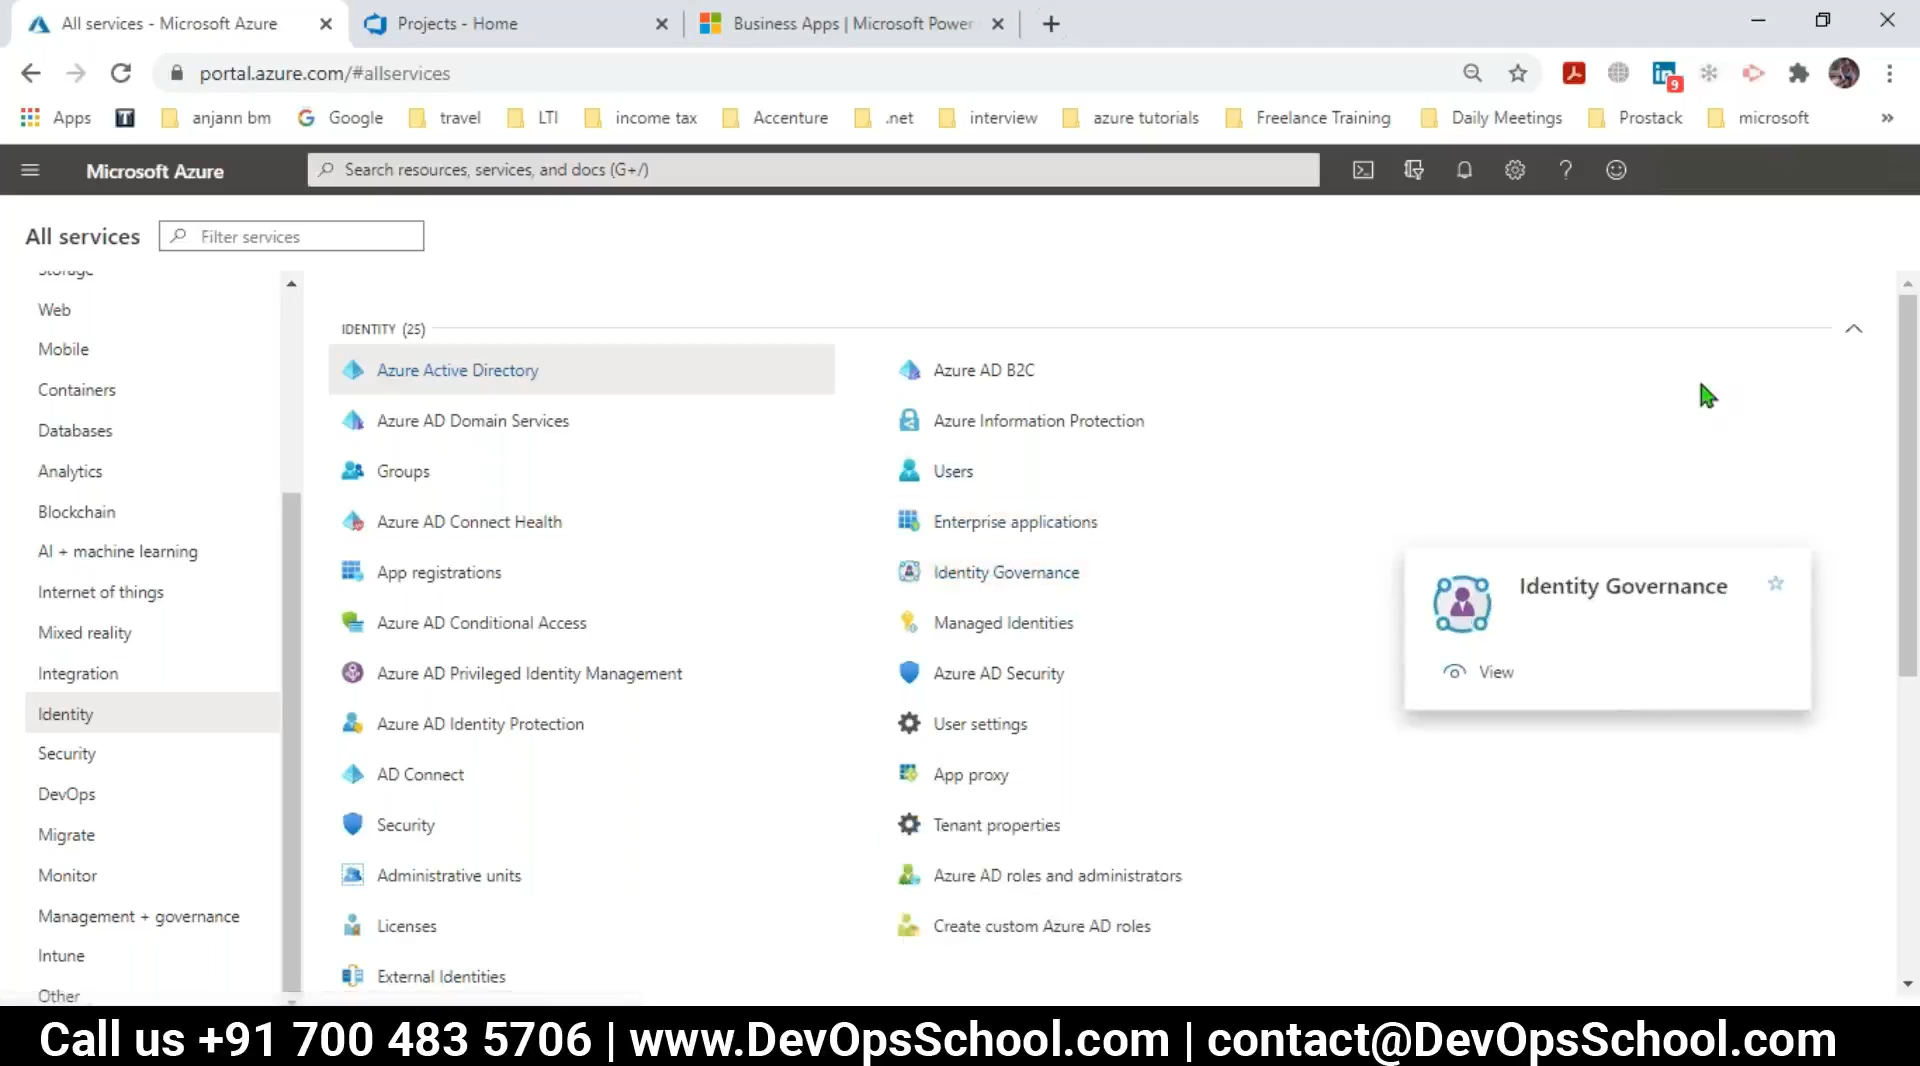 All services - Microsoft Azure
Projects - Home
Business Apps | Microsoft Power
portal.azure.com/#allservices
9
Apps
anjann bm
Google
travel
LTI
income tax
Accenture
.net
interview
azure tutorials
Freelance Training
Daily Meetings
Prostack
microsoft
»
Microsoft Azure
Search resources, services, and docs (G+/)
All services
Filter services
Storage
Web
Mobile
Containers
Databases
Analytics
Blockchain
AI + machine learning
Internet of things
Mixed reality
Integration
Identity
Security
DevOps
Migrate
Monitor
Management + governance
Intune
Other
IDENTITY (25)
Azure Active Directory
Azure AD B2C
Azure AD Domain Services
Azure Information Protection
Groups
Users
Azure AD Connect Health
Enterprise applications
App registrations
Identity Governance
Azure AD Conditional Access
Managed Identities
Azure AD Privileged Identity Management
Azure AD Security
Azure AD Identity Protection
User settings
AD Connect
App proxy
Security
Tenant properties
Administrative units
Azure AD roles and administrators
Licenses
Create custom Azure AD roles
External Identities
Identity Governance
View
Call us +91 700 483 5706 | www.DevOpsSchool.com | contact@DevOpsSchool.com